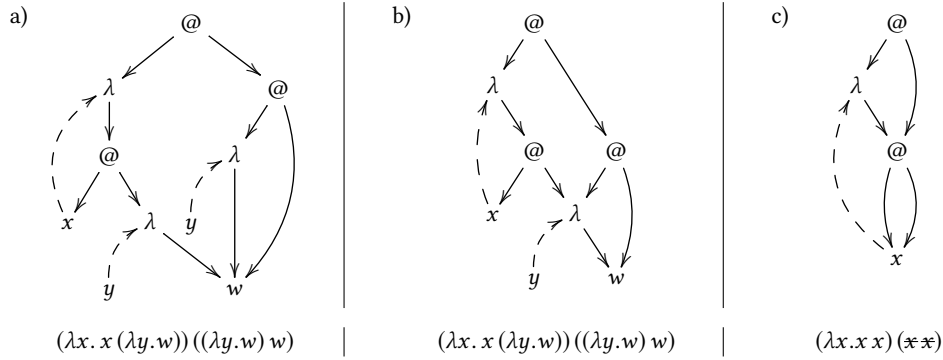 a) @ b) @ c) @
@
λ λ λ
@ @ @ @
λ
x y λ x λ
y w y w x
(λx. x (λy.w)) ((λy.w) w) (λx. x (λy.w)) ((λy.w) w) (λx.x x) (x x)